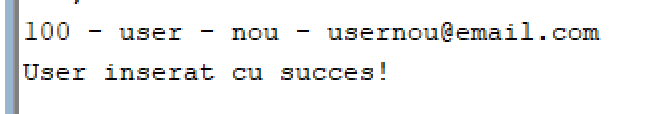 100 - user - nou - usernou@email.com
User inserat cu succes!